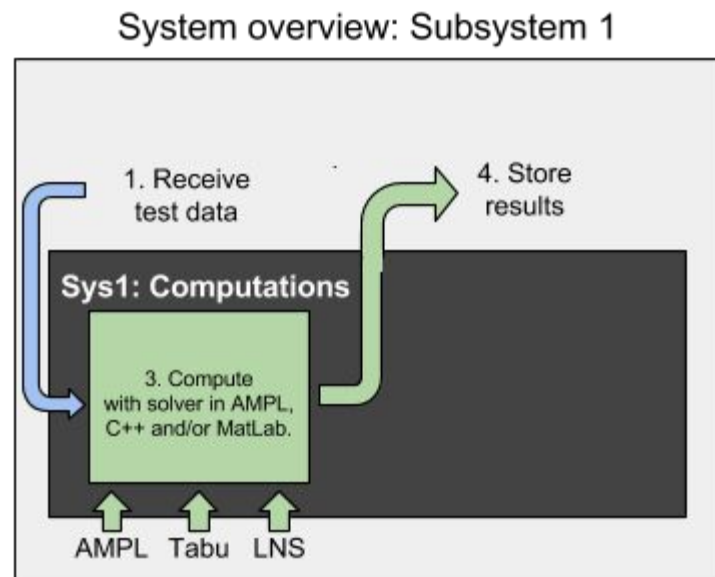 System overview: Subsystem 1
1. Receive
test data
4. Store
results
Sys1: Computations
3. Compute
with solver in AMPL,
C++ and/or MatLab.
AMPL Tabu LNS